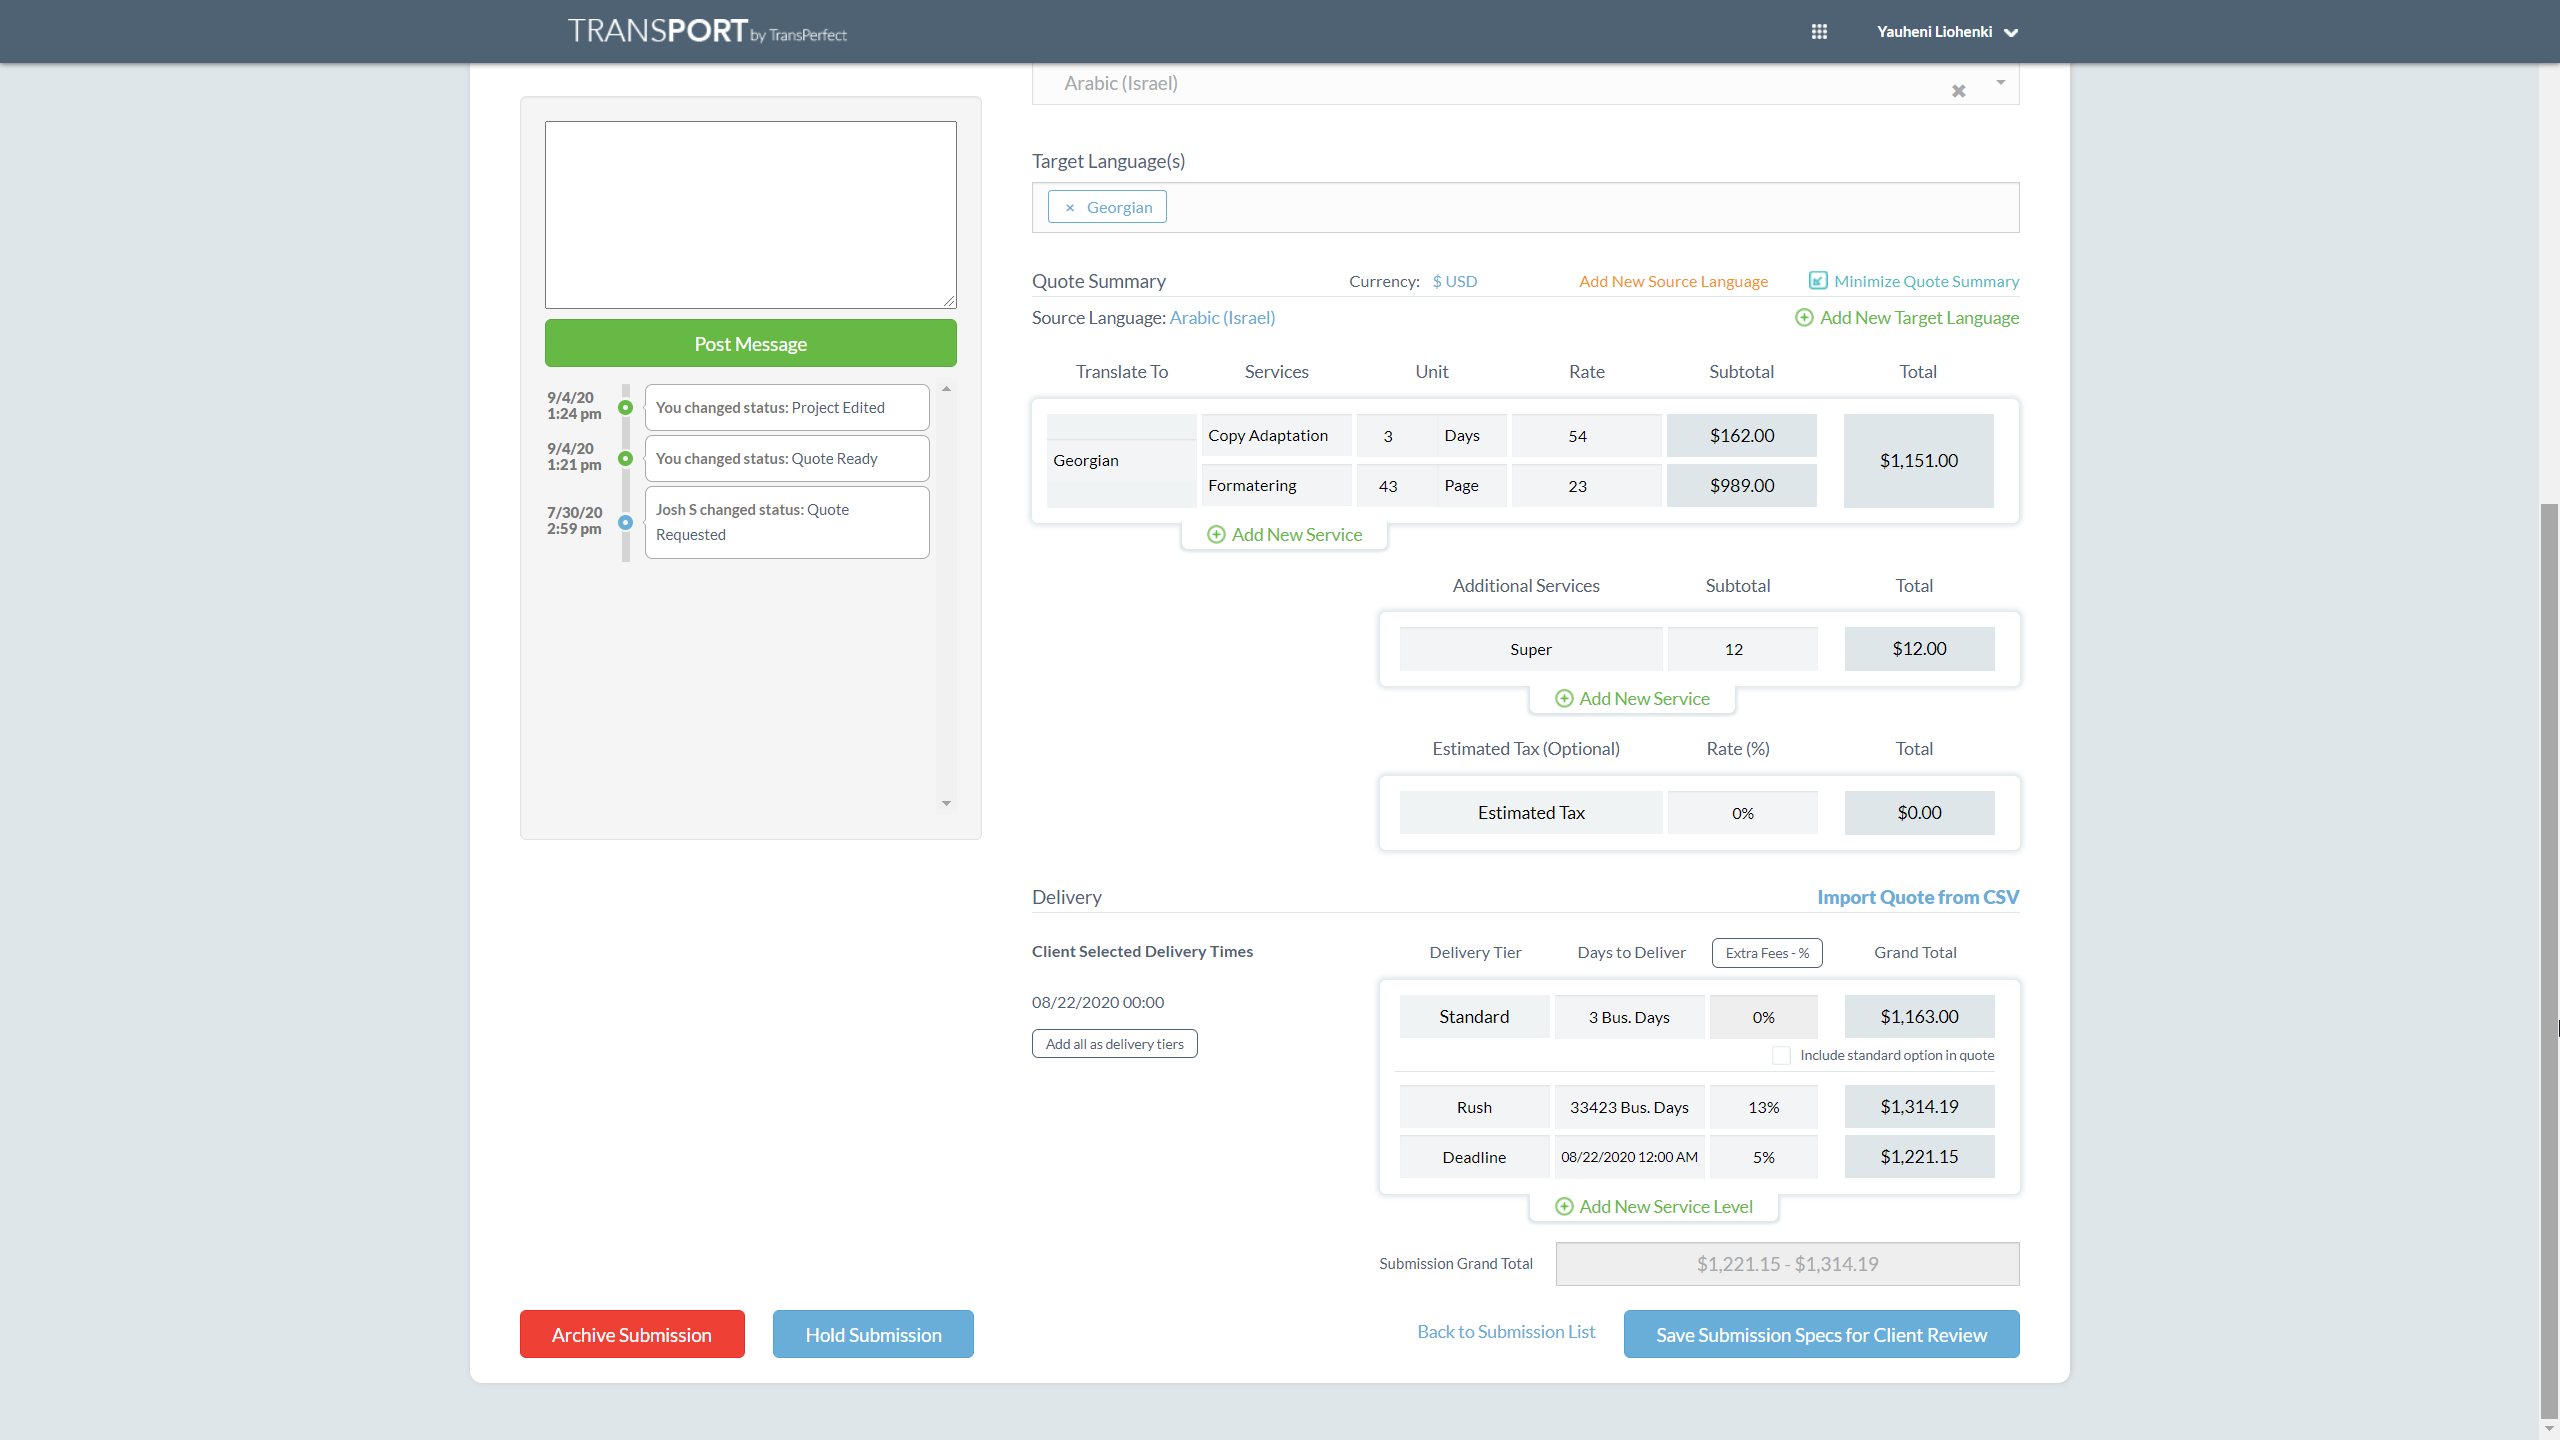 TRANSPORT by TransPerfect
Yauheni Liohenki
Arabic (Israel)
Target Language(s)
× Georgian
Quote Summary
Currency: $ USD
Add New Source Language
Minimize Quote Summary
Source Language: Arabic (Israel)
Add New Target Language
Translate To Services Unit Rate Subtotal Total
Georgian
Copy Adaptation 3 Days 54 $162.00
$1,151.00
Formatering 43 Page 23 $989.00
Add New Service
Additional Services Subtotal Total
Super 12 $12.00
Add New Service
Estimated Tax (Optional) Rate (%) Total
Estimated Tax 0% $0.00
Post Message
9/4/20
1:24 pm
You changed status: Project Edited
9/4/20
1:21 pm
You changed status: Quote Ready
7/30/20
2:59 pm
Josh S changed status: Quote
Requested
Delivery
Import Quote from CSV
Client Selected Delivery Times
08/22/2020 00:00
Add all as delivery tiers
Delivery Tier Days to Deliver Extra Fees - % Grand Total
Standard 3 Bus. Days 0% $1,163.00
Include standard option in quote
Rush 33423 Bus. Days 13% $1,314.19
Deadline 08/22/2020 12:00 AM 5% $1,221.15
Add New Service Level
Submission Grand Total $1,221.15 - $1,314.19
Archive Submission
Hold Submission
Back to Submission List
Save Submission Specs for Client Review